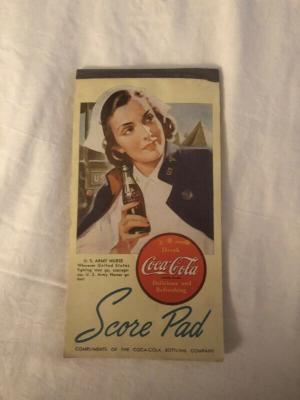 U.S.
U. S. ARMY NURSE
Wherever United States
fighting men go, courage-
ous U. S. Army Nurses go
too!
Drink
Coca-Cola
Delicious and
Refreshing
Score Pad
COMPLIMENTS OF THE COCA-COLA BOTTLING COMPANY